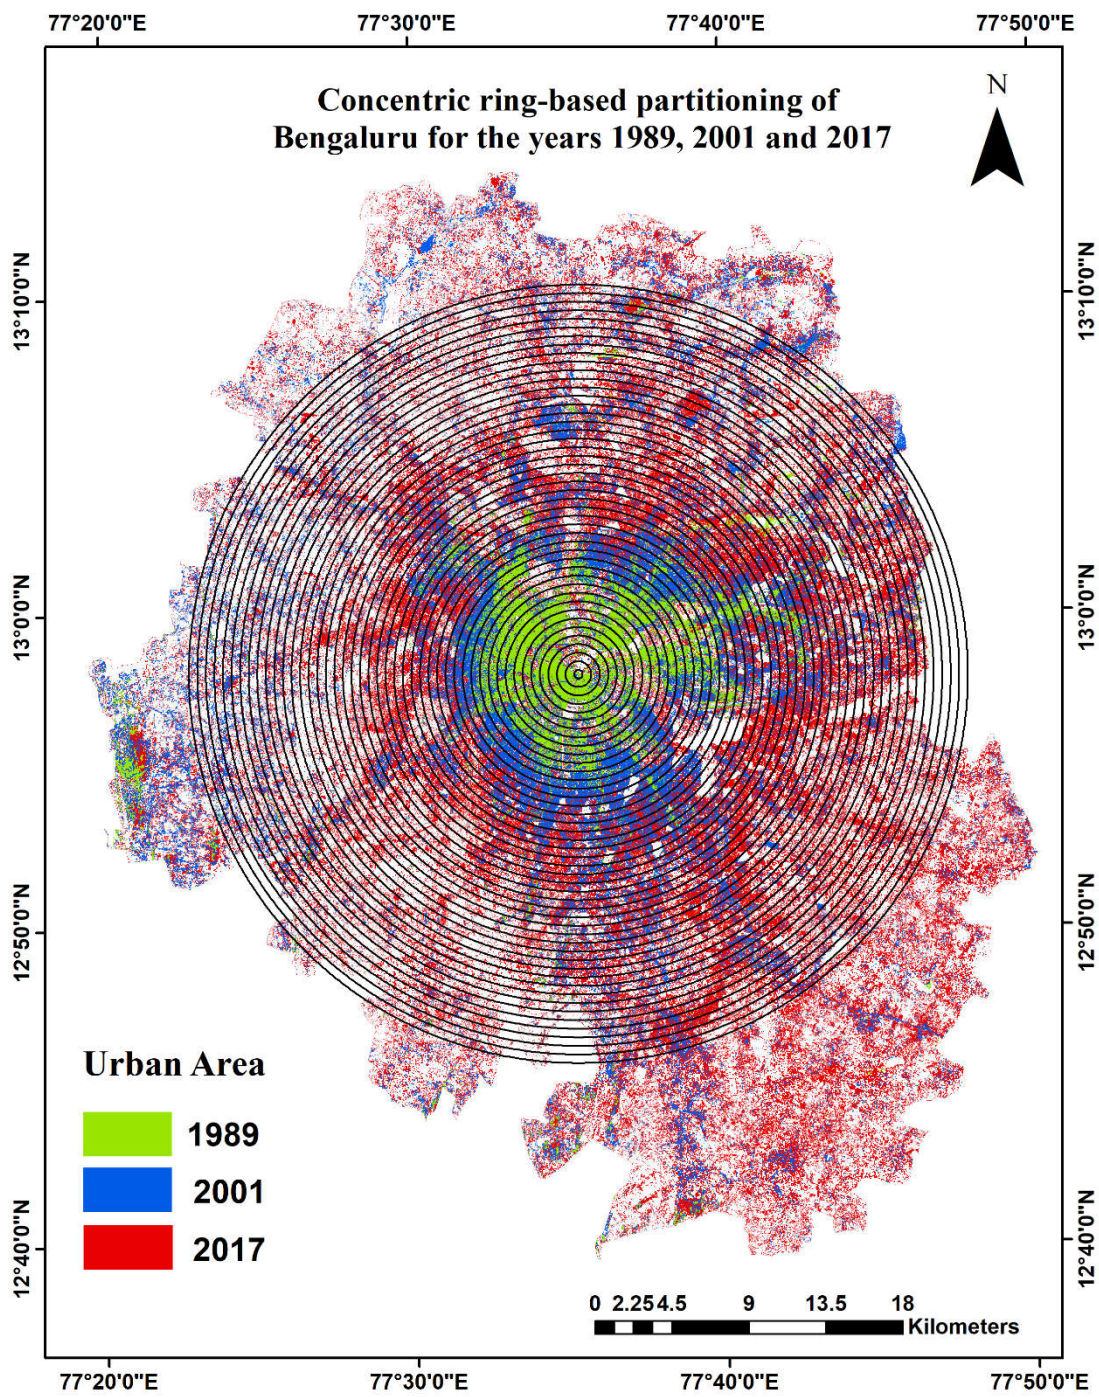 77°20'0"E 77°30'0"E 77°40'0"E 77°50'0"E
Concentric ring-based partitioning of
Bengaluru for the years 1989, 2001 and 2017
N
13°10'0"N 13°10'0"N
13°0'0"N 13°0'0"N
12°50'0"N 12°50'0"N
12°40'0"N 12°40'0"N
Urban Area
1989
2001
2017
0 2.25 4.5 9 13.5 18
Kilometers
77°20'0"E 77°30'0"E 77°40'0"E 77°50'0"E